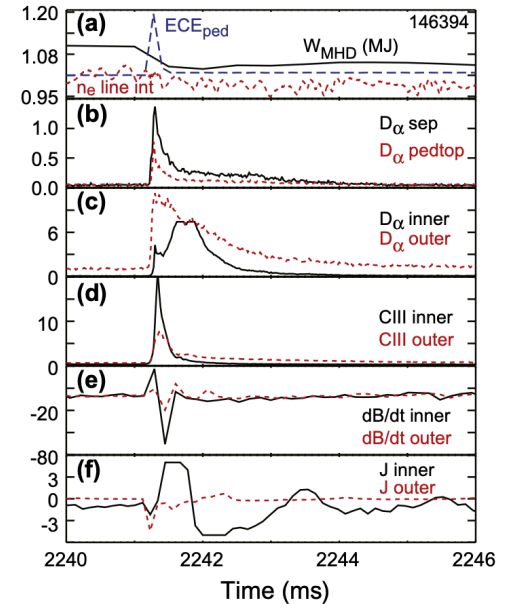 (a) ECEped 146394
1.20
WMHD (MJ)
1.08
ne line int
0.95
(b)
1.0
Dα sep
0.5
Dα pedtop
0.0
(c)
Dα inner
6
Dα outer
0
(d)
CIII inner
10
CIII outer
0
(e)
-20
dB/dt inner
dB/dt outer
-80
(f) J inner
3
J outer
0
-3
2240 2242 2244 2246
Time (ms)